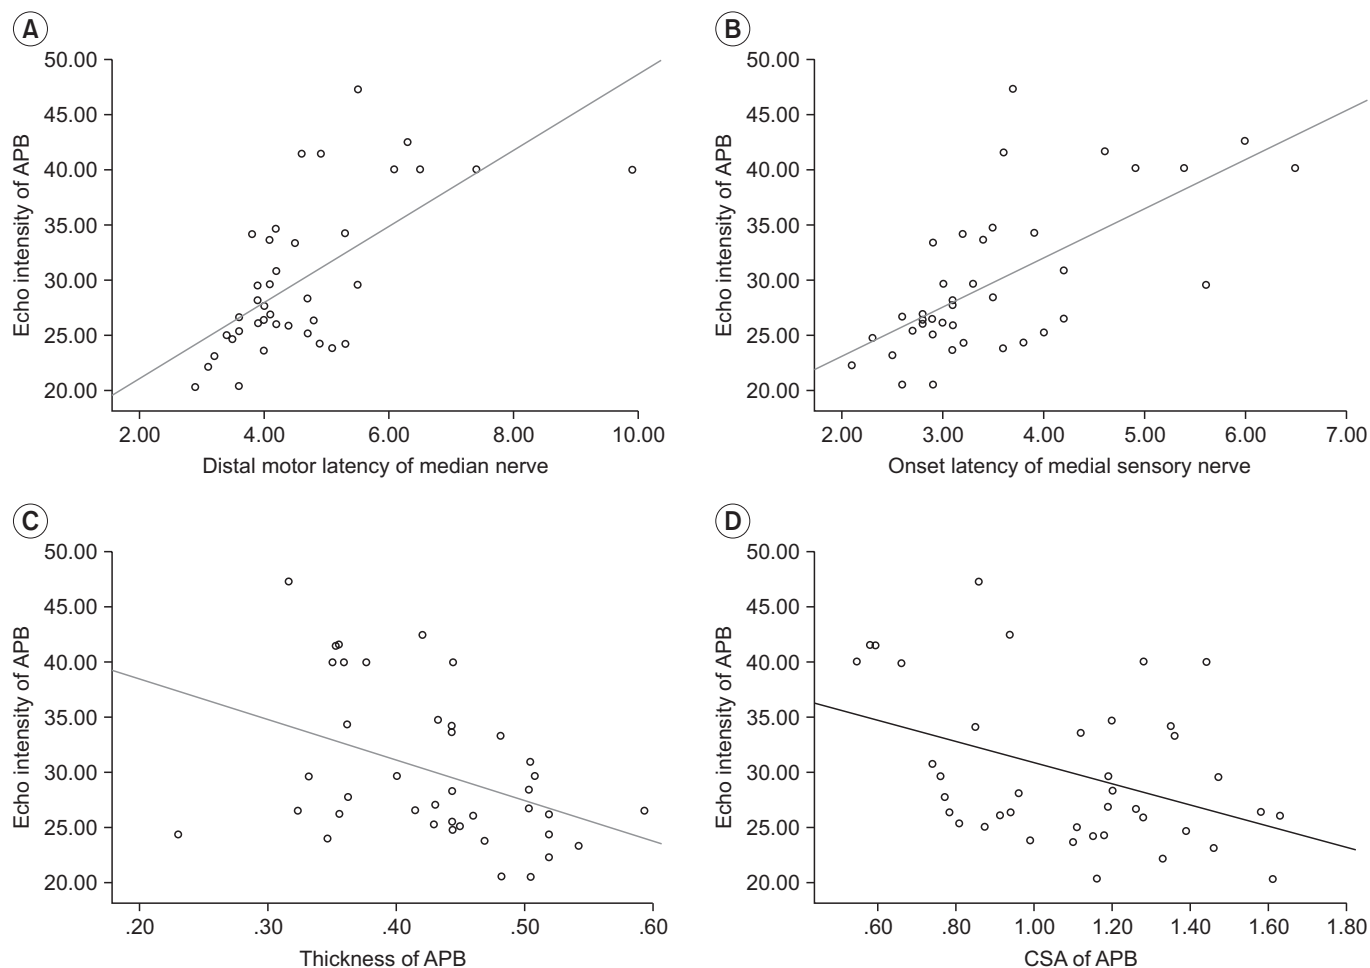 A
50.00
45.00
40.00
35.00
30.00
25.00
20.00
Echo intensity of APB
2.00 4.00 6.00 8.00 10.00
Distal motor latency of median nerve
B
50.00
45.00
40.00
35.00
30.00
25.00
20.00
Echo intensity of APB
2.00 3.00 4.00 5.00 6.00 7.00
Onset latency of medial sensory nerve
C
50.00
45.00
40.00
35.00
30.00
25.00
20.00
Echo intensity of APB
.20 .30 .40 .50 .60
Thickness of APB
D
50.00
45.00
40.00
35.00
30.00
25.00
20.00
Echo intensity of APB
.60 .80 1.00 1.20 1.40 1.60 1.80
CSA of APB